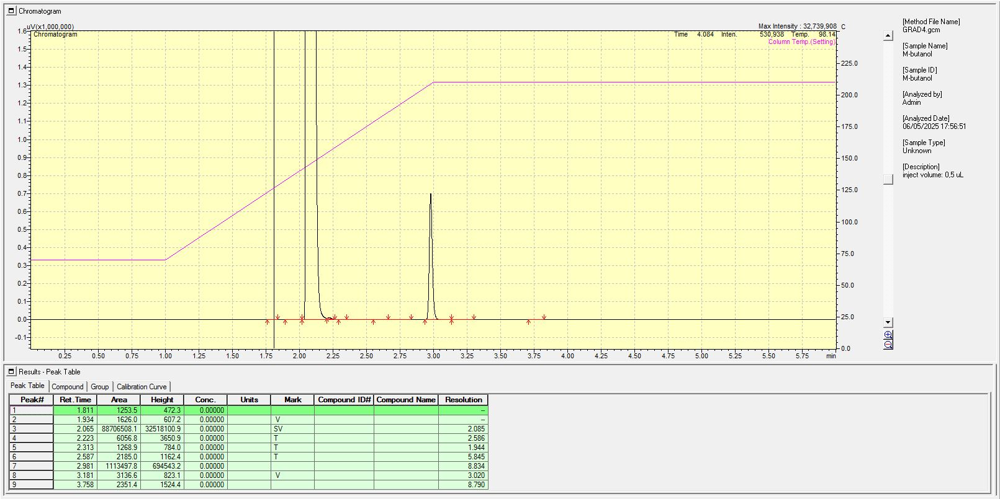 Chromatogram
uV(x1,000,000)
Max Intensity : 32,739,908 C
Chromatogram
Time 4.084 Inten. 530,938 Temp. 98.14
Column Temp.(Setting)
1.6
1.5
1.4
1.3
1.2
1.1
1.0
0.9
0.8
0.7
0.6
0.5
0.4
0.3
0.2
0.1
0.0
-0.1
225.0
200.0
175.0
150.0
125.0
100.0
75.0
50.0
25.0
0.0
0.25 0.50 0.75 1.00 1.25 1.50 1.75 2.00 2.25 2.50 2.75 3.00 3.25 3.50 3.75 4.00 4.25 4.50 4.75 5.00 5.25 5.50 5.75 min
[Method File Name]
GRAD4.gcm
[Sample Name]
M-butanol
[Sample ID]
M-butanol
[Analyzed by]
Admin
[Analyzed Date]
06/05/2025 17:56:51
[Sample Type]
Unknown
[Description]
inject volume: 0,5 uL
Results - Peak Table
Peak Table Compound Group Calibration Curve
Peak# Ret.Time Area Height Conc. Units Mark Compound ID# Compound Name Resolution
1 1.811 1253.5 472.3 0.00000 --
2 1.934 1626.0 607.2 0.00000 V --
3 2.065 88706508.1 32518100.9 0.00000 SV 2.085
4 2.223 6056.8 3650.9 0.00000 T 2.586
5 2.313 1268.9 784.0 0.00000 T 1.944
6 2.587 2185.0 1162.4 0.00000 T 5.845
7 2.981 1113497.8 694543.2 0.00000 8.834
8 3.181 3136.6 823.1 0.00000 V 3.020
9 3.758 2351.4 1524.4 0.00000 8.790